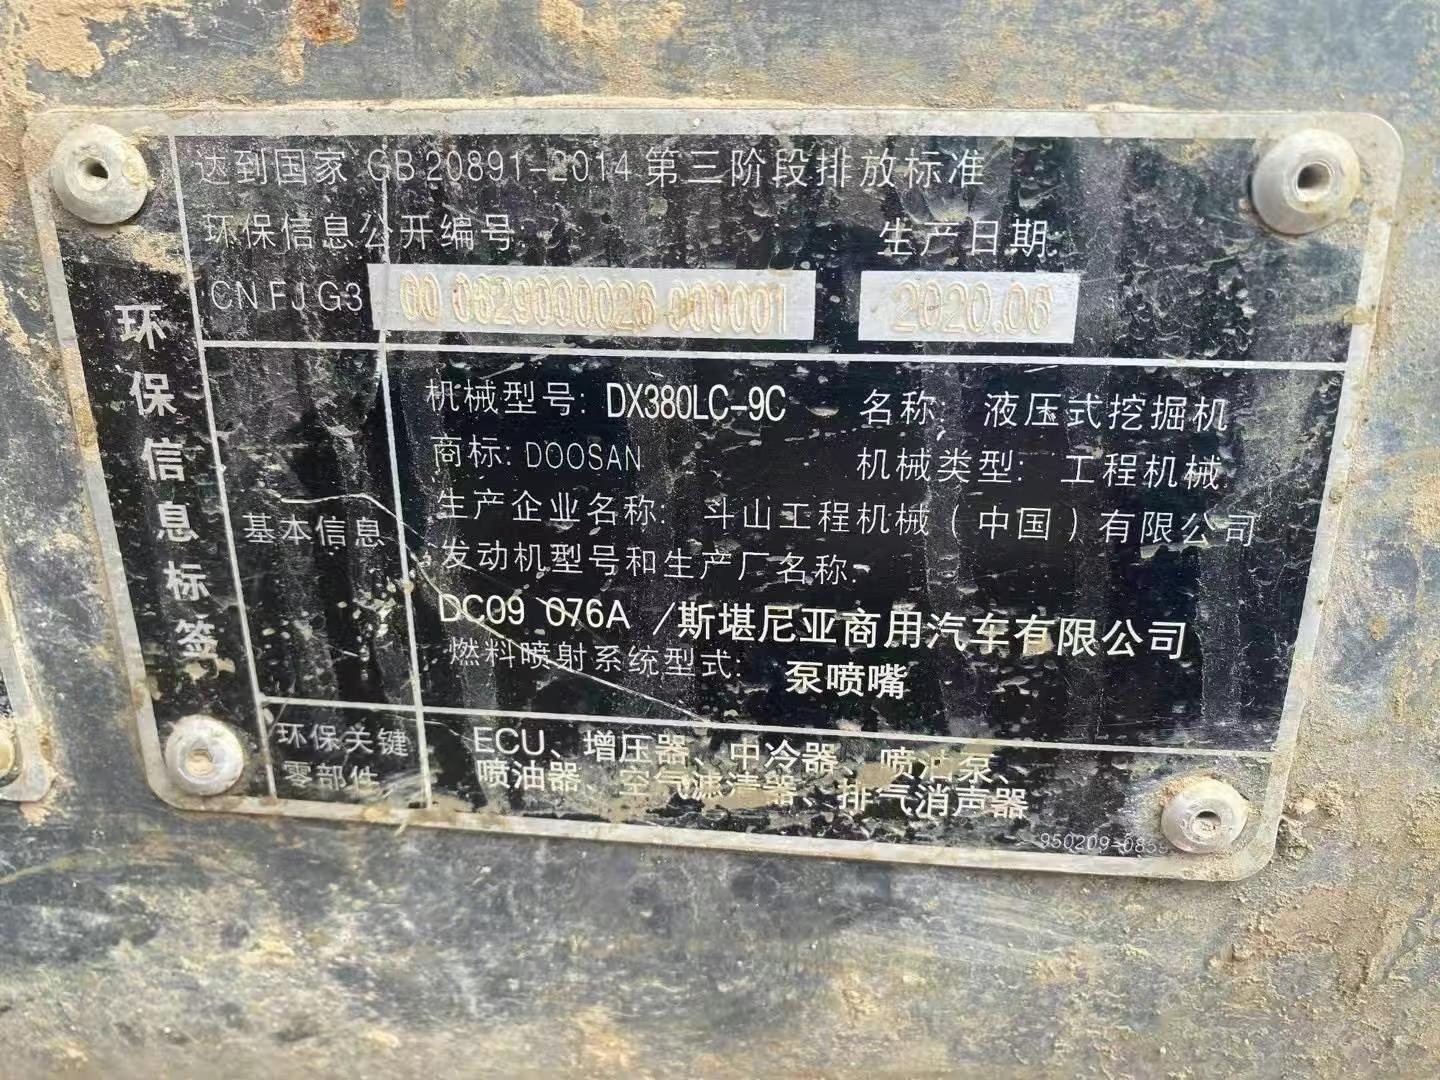 达到国家 GB 20891-2014 第三阶段排放标准
环保信息公开编号: 生产日期:
CN FJ G3 00 0629000026 000001 2020.06
环保信息标签
基本信息
机械型号: DX380LC-9C 名称: 液压式挖掘机
商标: DOOSAN 机械类型: 工程机械
生产企业名称: 斗山工程机械（中国）有限公司
发动机型号和生产厂名称:
DC09 076A /斯堪尼亚商用汽车有限公司
燃料喷射系统型式: 泵喷嘴
环保关键
零部件
ECU、增压器、中冷器、喷油泵、
喷油器、空气滤清器、排气消声器
950209-0859